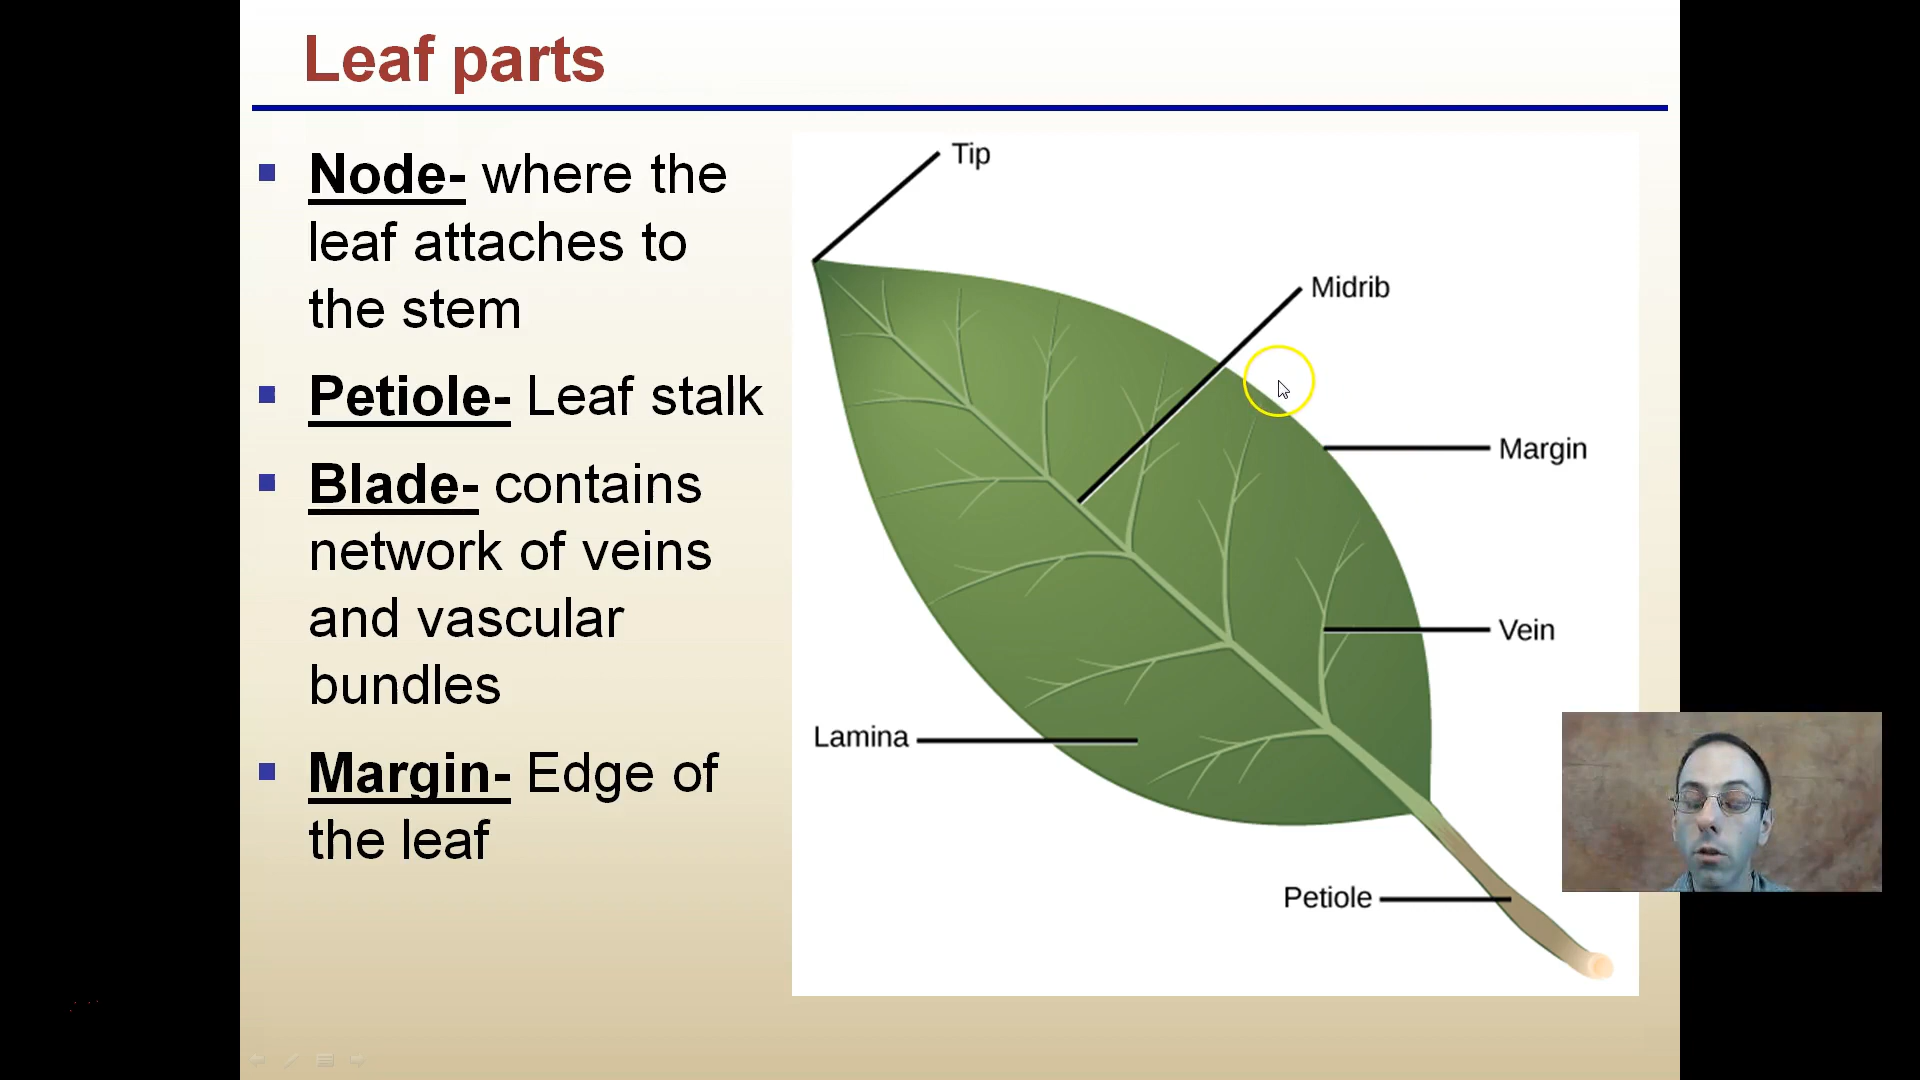 Leaf parts
Node- where the
leaf attaches to
the stem
Petiole- Leaf stalk
Blade- contains
network of veins
and vascular
bundles
Margin- Edge of
the leaf
Tip
Midrib
Margin
Vein
Lamina
Petiole